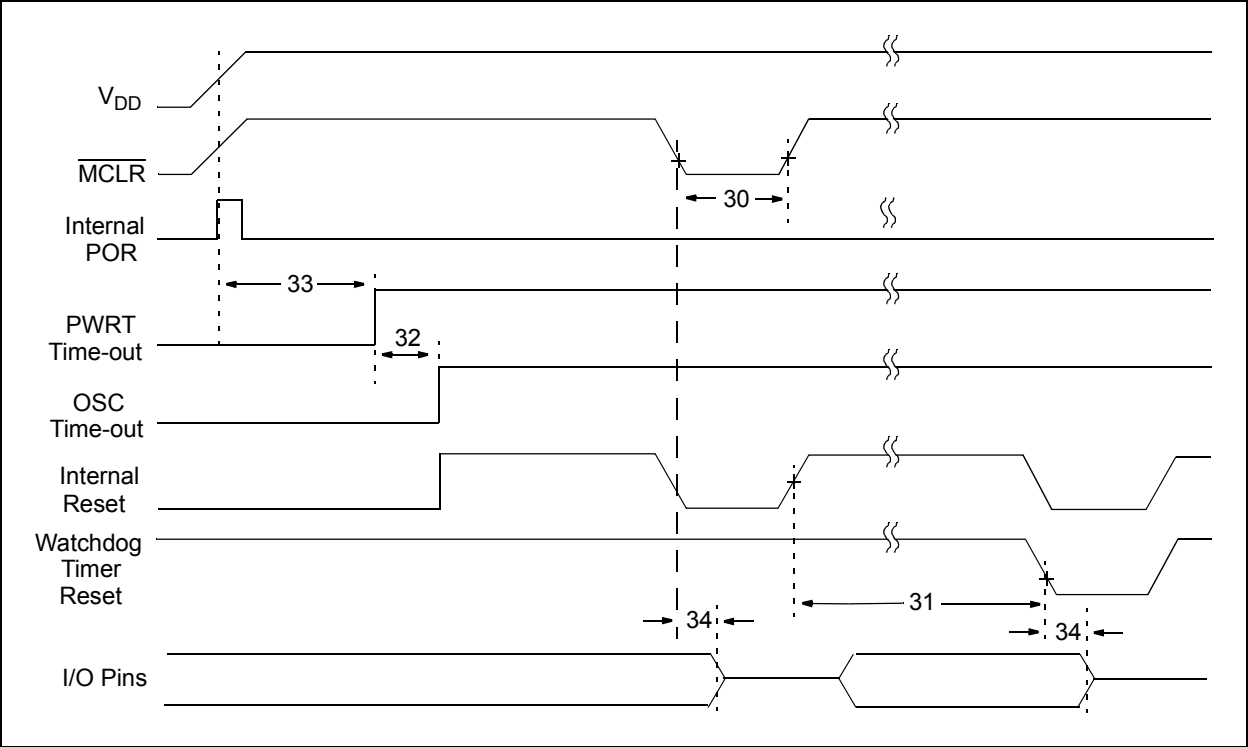 VDD
MCLR
30
Internal
POR
33
PWRT
Time-out
32
OSC
Time-out
Internal
Reset
Watchdog
Timer
Reset
31
34
34
I/O Pins